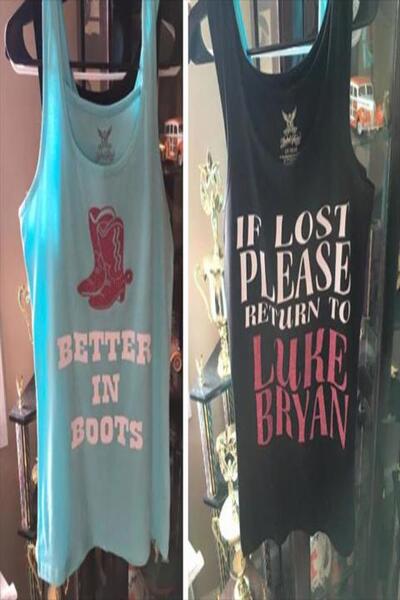 BETTER
IN
BOOTS
IF LOST
PLEASE
RETURN TO
LUKE
BRYAN